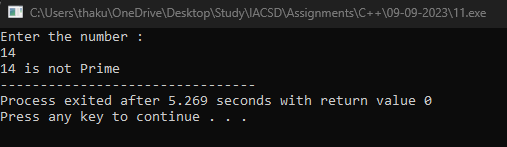 C:\Users\thaku\OneDrive\Desktop\Study\IACSD\Assignments\C++\09-09-2023\11.exe
Enter the number :
14
14 is not Prime
--------------------------------
Process exited after 5.269 seconds with return value 0
Press any key to continue . . .